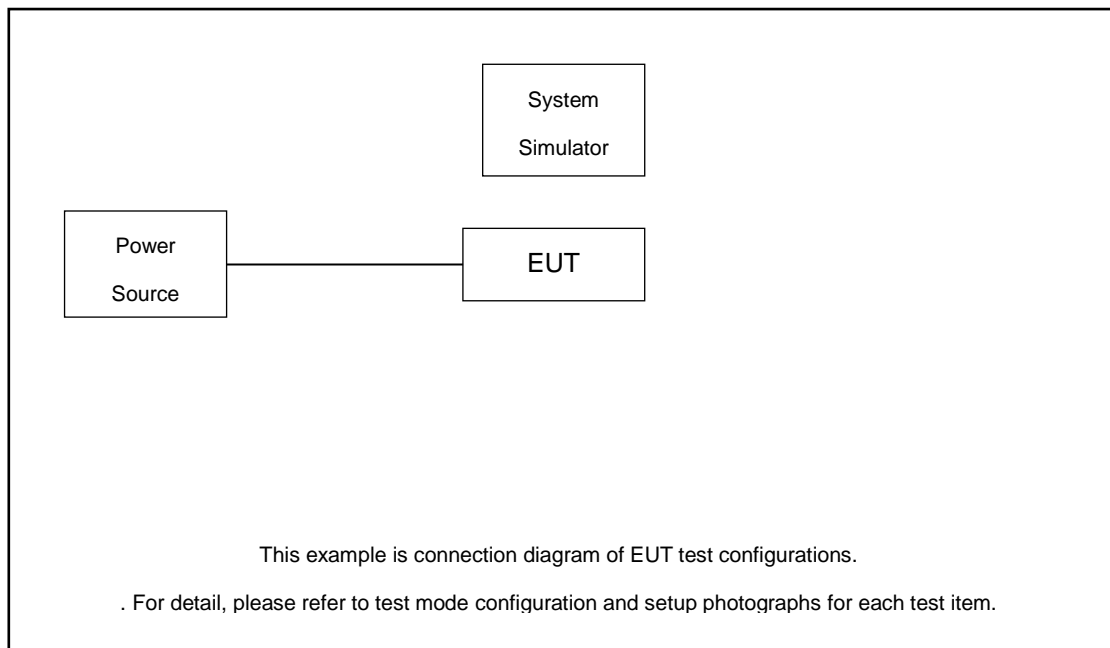 System
Simulator
Power
Source
EUT
This example is connection diagram of EUT test configurations.
. For detail, please refer to test mode configuration and setup photographs for each test item.